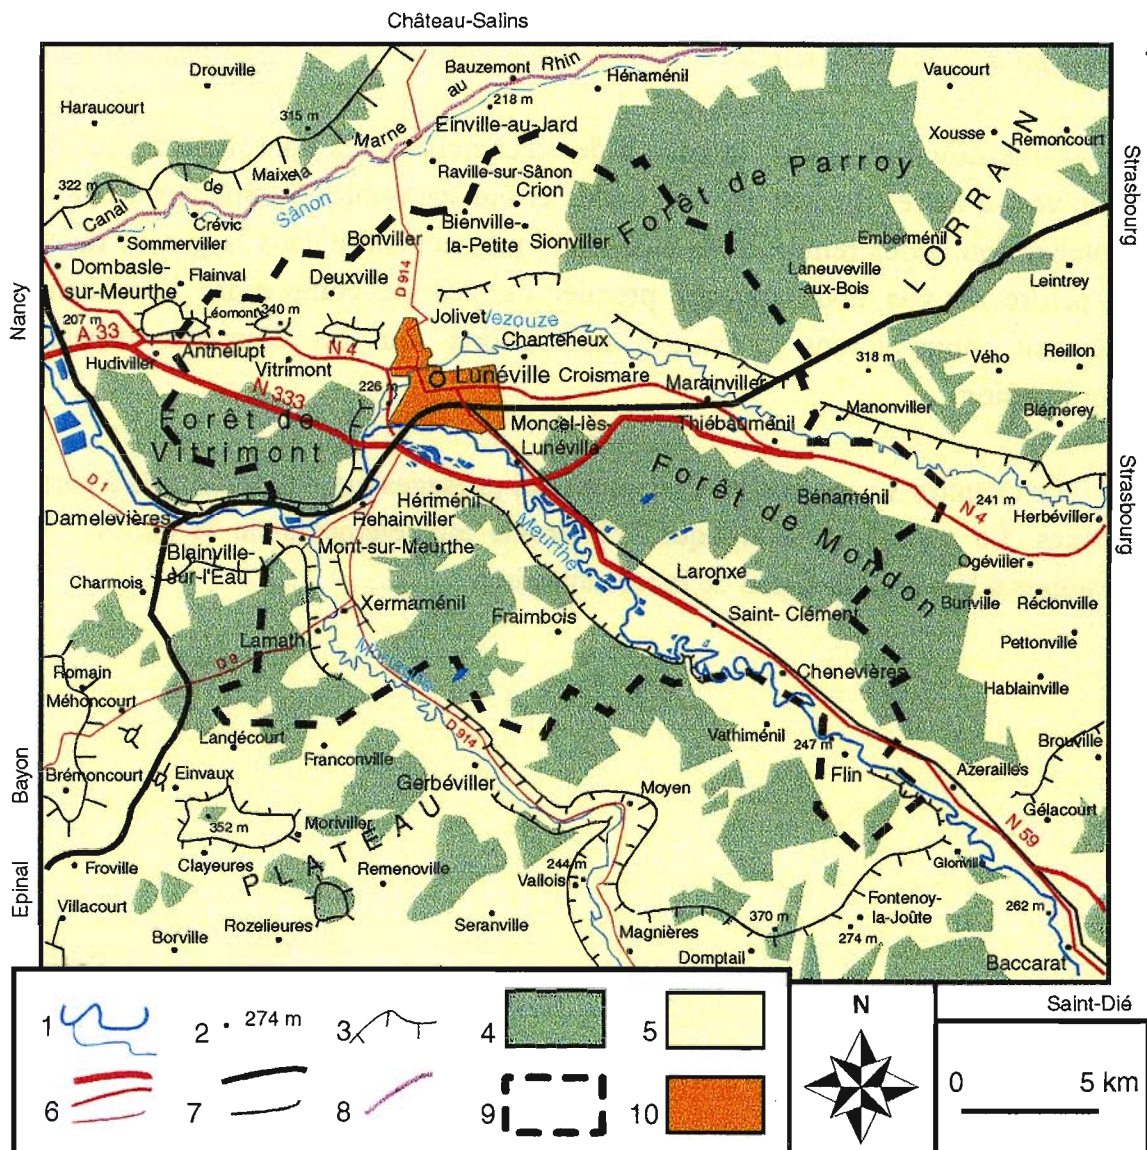 Château-Salins
Drouville
Bauzemont
Rhin
Hénaménil
Vaucourt
Haraucourt
315 m
au
218 m
Marne
Einville-au-Jard
Xousse
Remoncourt
Strasbourg
322 m
Maixe
la
de
Canal
Crévic
Sânon
Raville-sur-Sânon
Crion
Forêt de Parroy
LORRAIN
Sommerviller
Bonviller
Bienville-
la-Petite
Sionviller
Emberménil
Dombasle-
sur-Meurthe
Flainval
Deuxville
D 914
Laneuveville
aux-Bois
Leintrey
Nancy
207 m
A 33
Léomont
340 m
Jolivet
Vezouze
Chanteheux
Hudiviller
Anthelupt
N 4
Vitrimont
318 m
Vého
Reillon
N 333
226 m
Lunéville
Croismare
Marainviller
Manonviller
Blémerey
Forêt de
Vitrimont
Moncel-lès-
Lunéville
Thiébauménil
Strasbourg
D 1
Hériménil
Forêt de Mondon
Bénaménil
241 m
N 4
Herbéviller
Damelevières
Rehainviller
Meurthe
Blainville-
sur-l'Eau
Mont-sur-Meurthe
Ogéviller
Charmois
Laronxe
Xermaménil
Fraimbois
Saint-Clément
Buriville
Réclonville
Lamath
Pettonville
D 9
Romain
Méhoncourt
Chenevières
Hablainville
Landécourt
D 914
Vathiménil
247 m
Brouville
Franconville
Flin
Bayon
Brémoncourt
Einvaux
Gerbéviller
Moyen
Azerailles
Gélacourt
352 m
Moriviller
PLATEAU
N 59
Froville
Clayeures
Remenoville
244 m
Vallois
Glonville
Epinal
Fontenoy-
la-Joûte
262 m
Villacourt
Rozelieures
Seranville
370 m
274 m
Borville
Magnières
Domptail
Baccarat
Saint-Dié
1
2
274 m
3
4
5
N
6
7
8
9
10
0
5 km